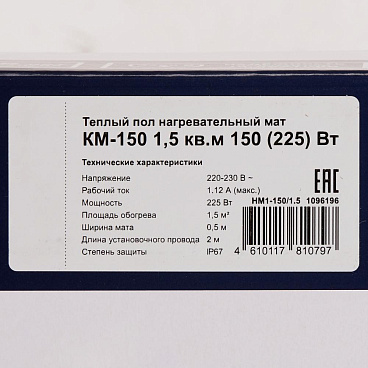 Теплый пол нагревательный мат
КМ-150 1,5 кв.м 150 (225) Вт
Технические характеристики
Напряжение 220-230 В ~
Рабочий ток 1.12 А (макс.)
Мощность 225 Вт
Площадь обогрева 1,5 м²
Ширина мата 0,5 м
Длина установочного провода 2 м
Степень защиты IP67
EAC
HM1-150/1.5 1096196
4 610117 810797 >